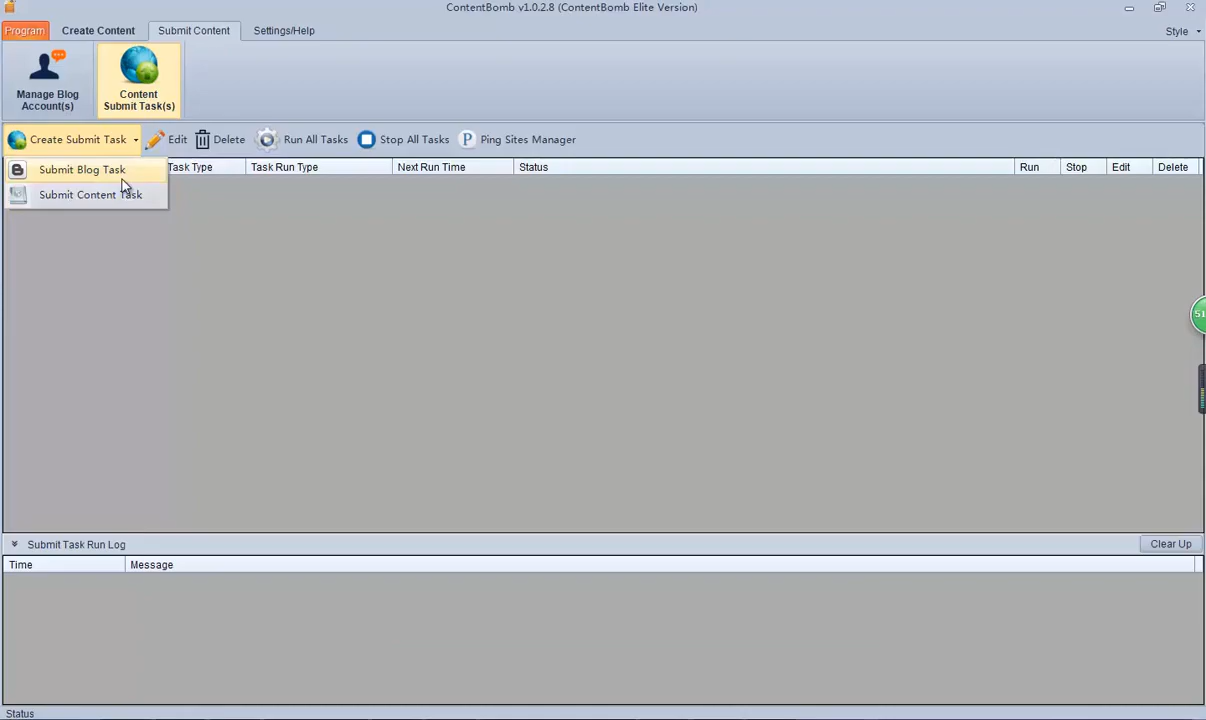 ContentBomb v1.0.2.8 (ContentBomb Elite Version)
Program Create Content Submit Content Settings/Help Style
Manage Blog Account(s)
Content Submit Task(s)
Create Submit Task Edit Delete Run All Tasks Stop All Tasks P Ping Sites Manager
Task Type Task Run Type Next Run Time Status Run Stop Edit Delete
B Submit Blog Task
Submit Content Task
51
Submit Task Run Log Clear Up
Time Message
Status